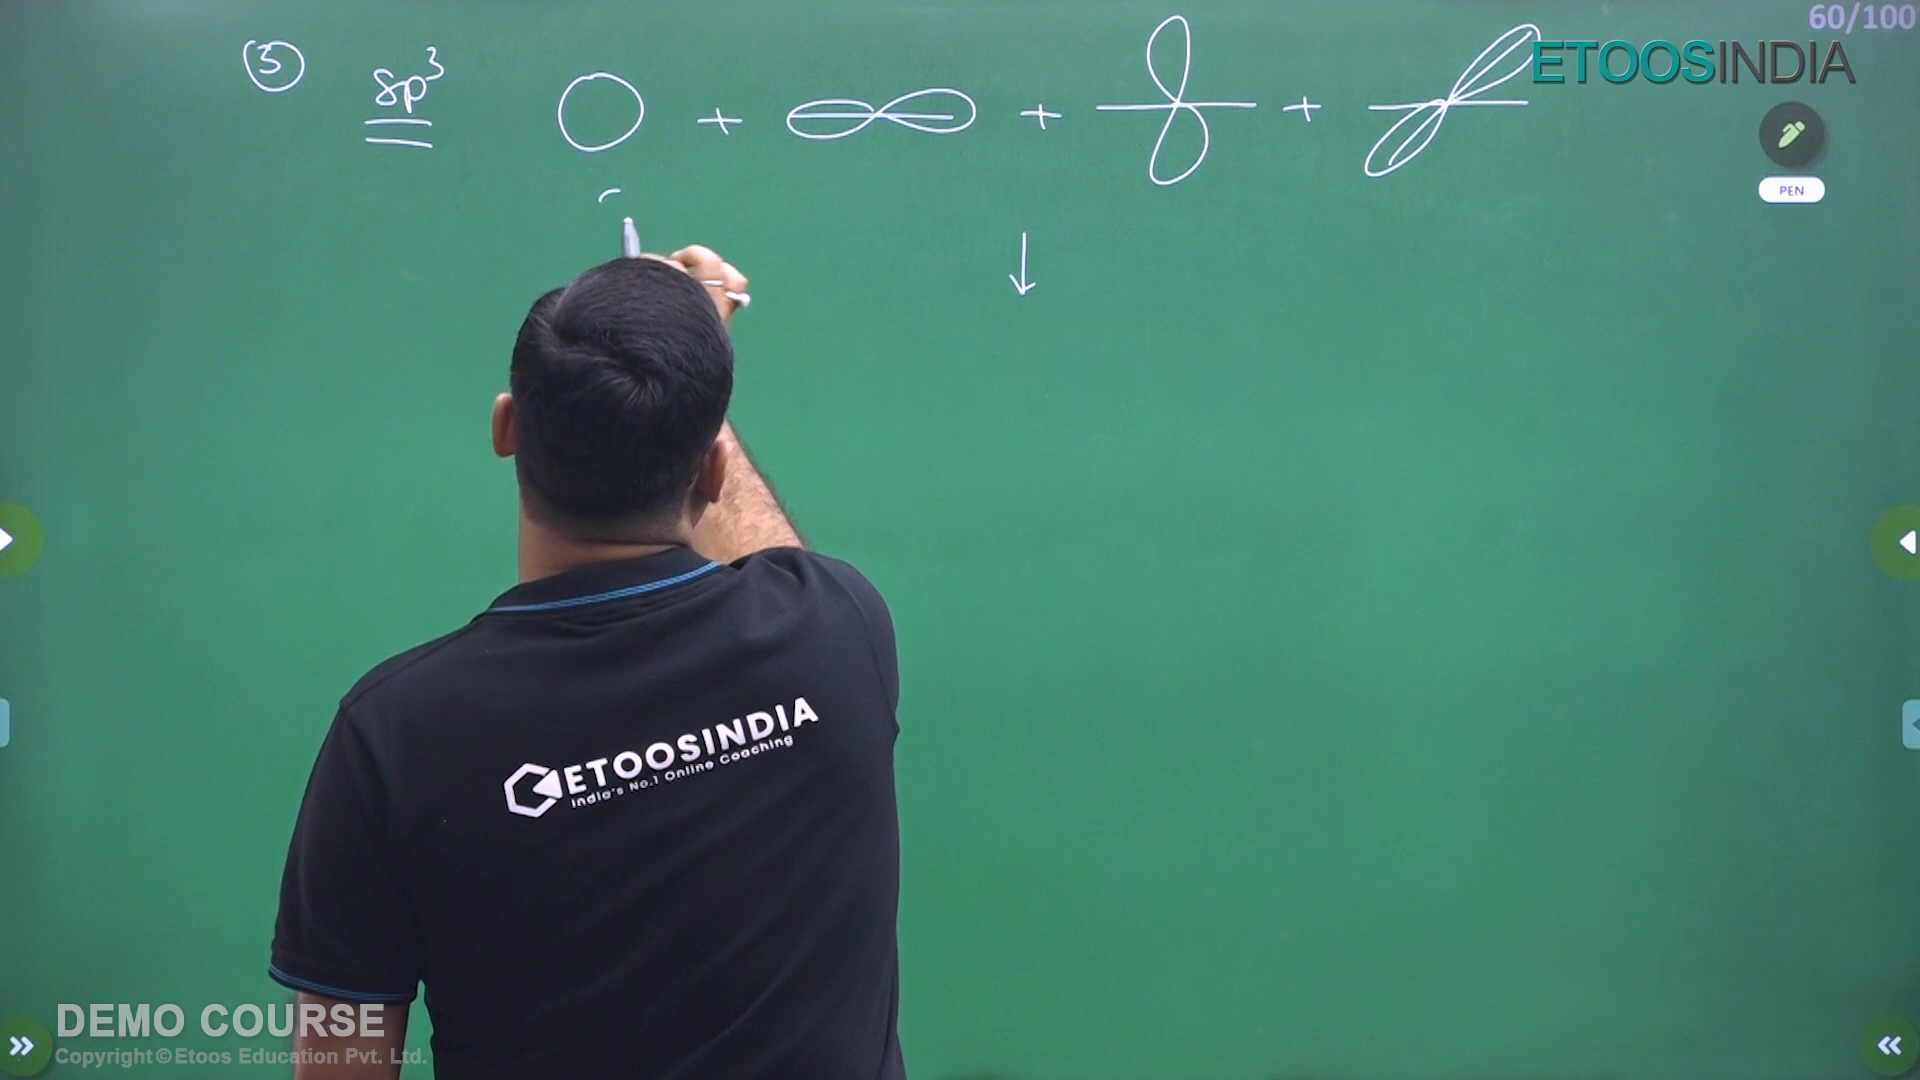 60/100
ETOOSINDIA
③ sp³ + + +
PEN
ETOOSINDIA
India's No.1 Online Coaching
DEMO COURSE
Copyright©Etoos Education Pvt. Ltd.